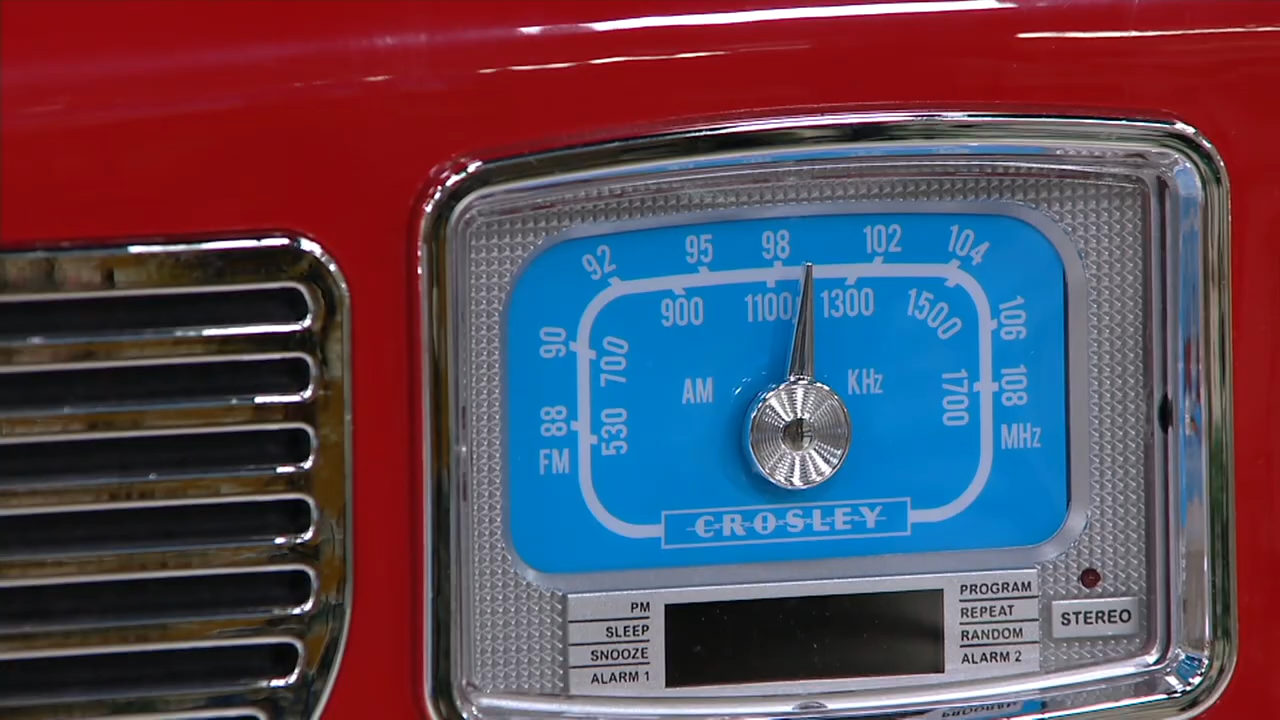 92 95 98 102 104
900 1100 1300 1500
90 700 106
AM KHz
88 530 1700 108
FM MHz
CROSLEY
PM
SLEEP
SNOOZE
ALARM 1
PROGRAM
REPEAT
RANDOM
ALARM 2
STEREO